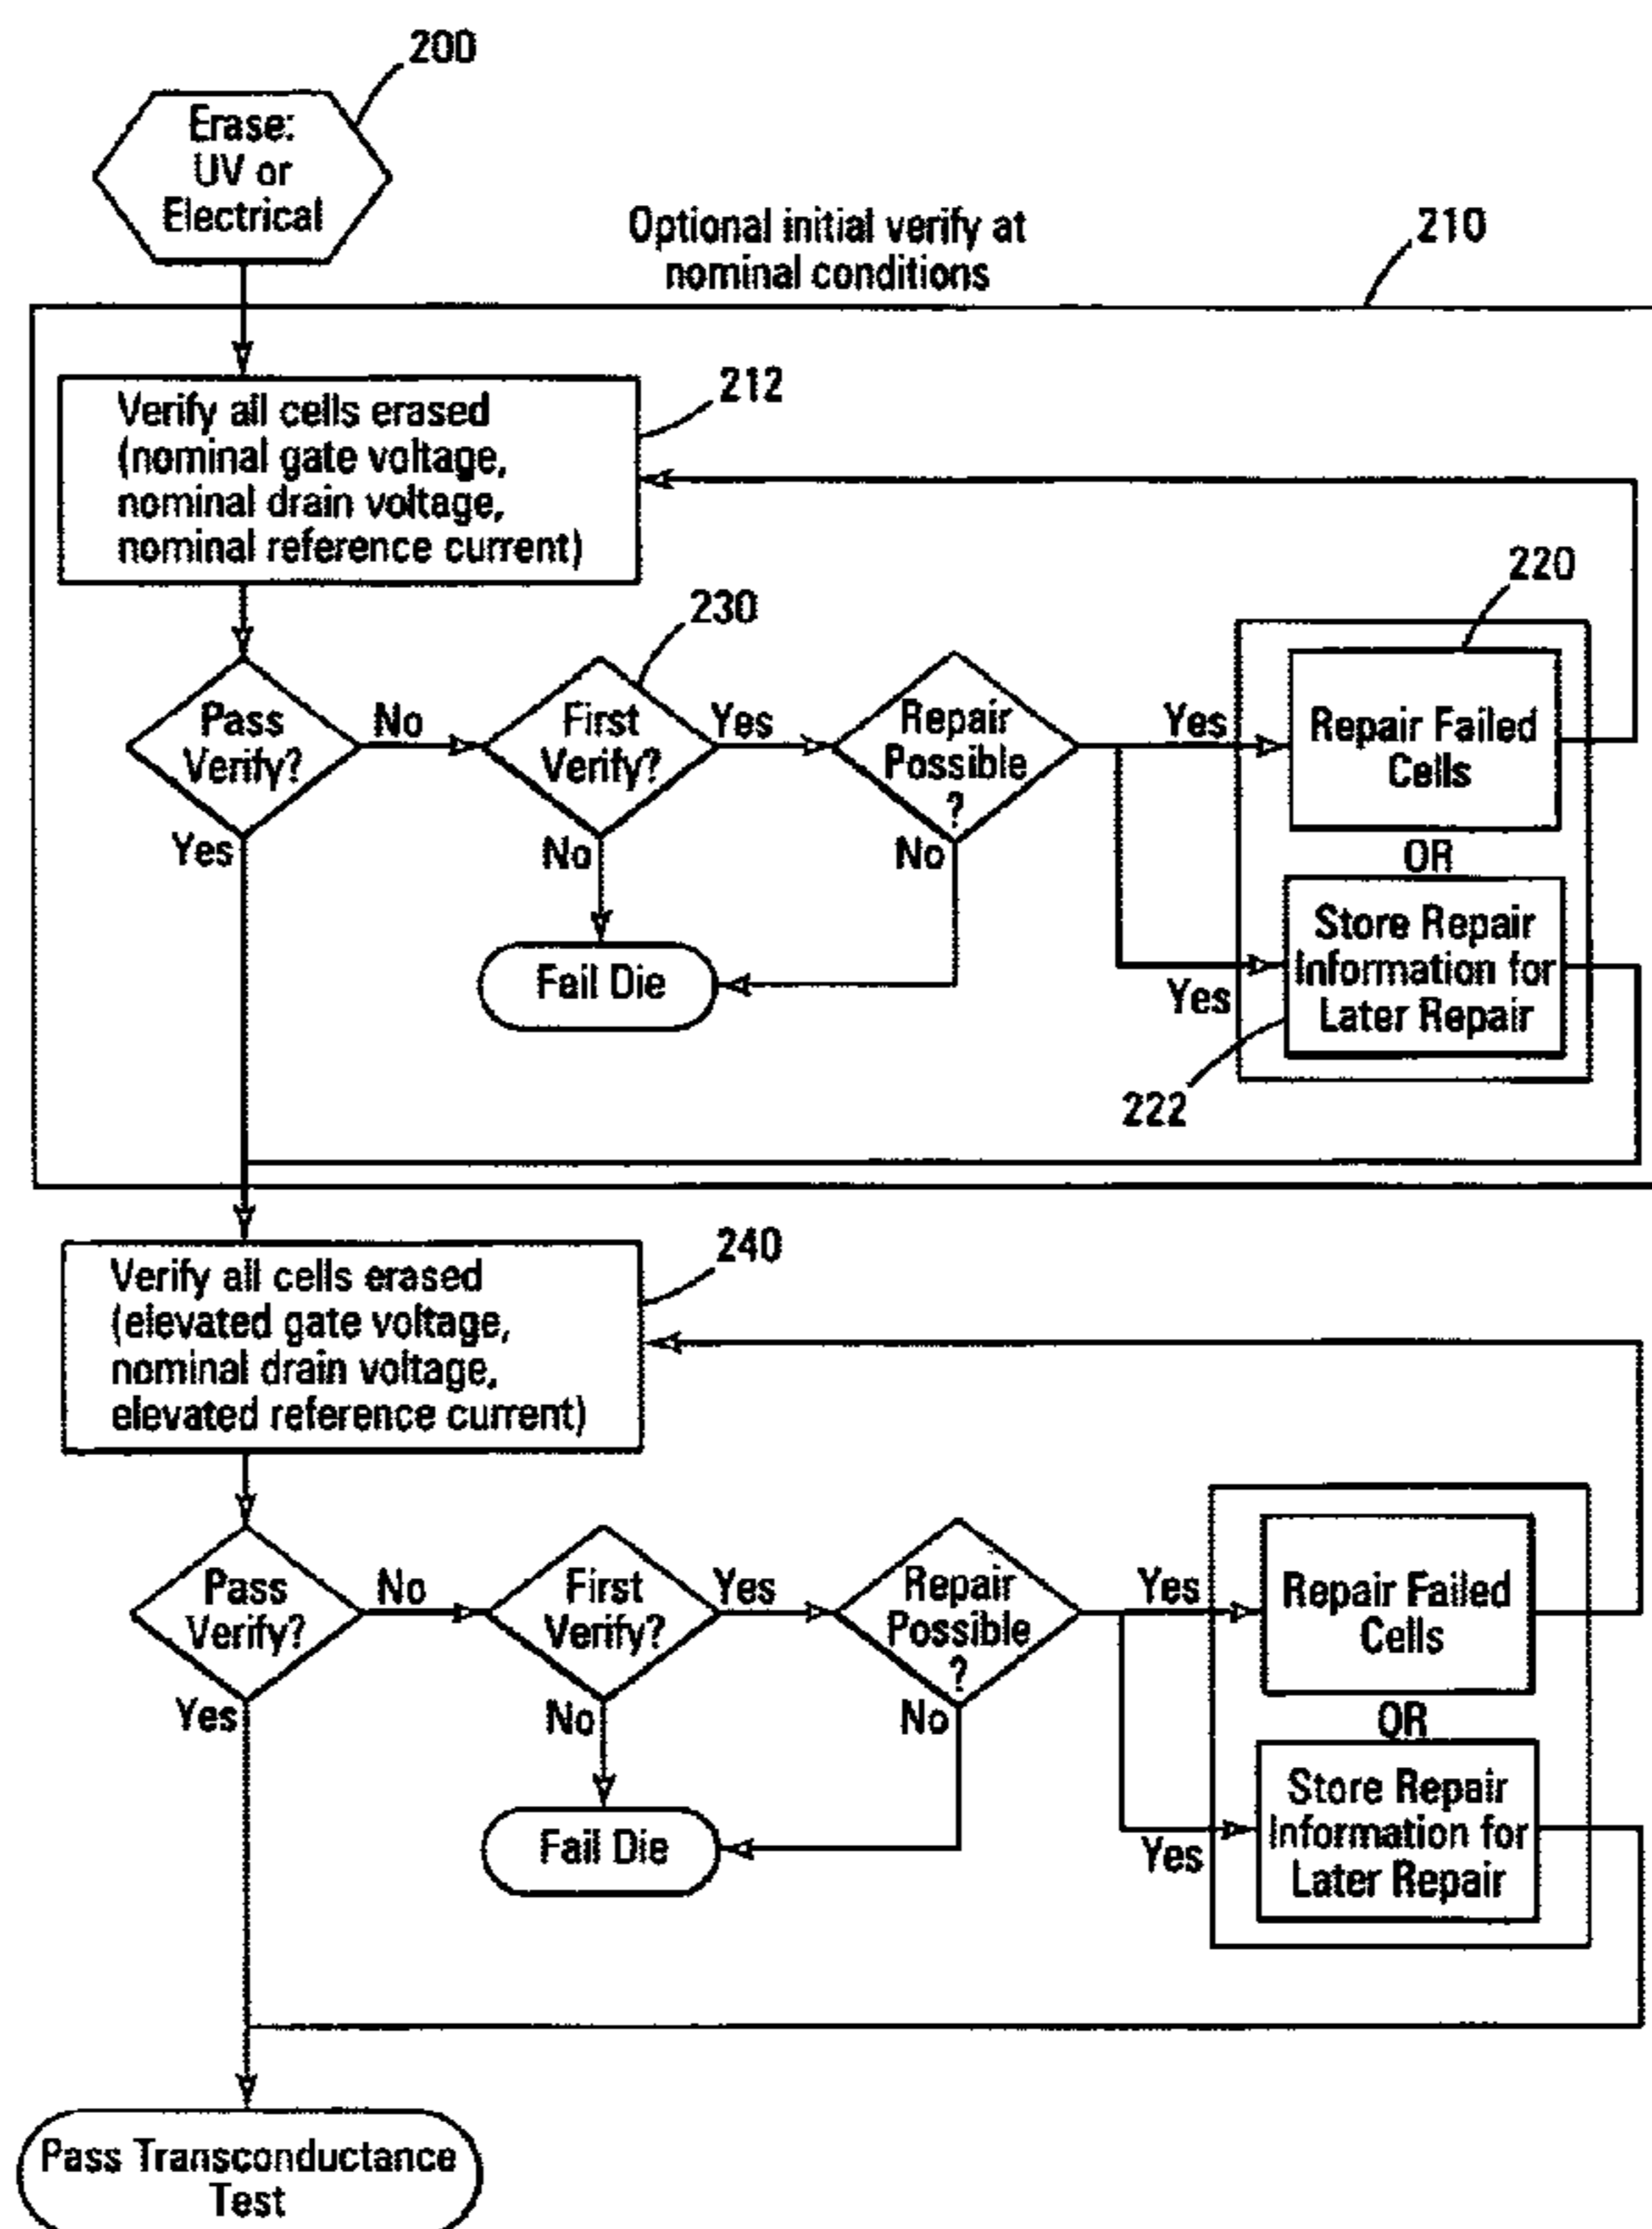 200
Erase:
UV or
Electrical
Optional initial verify at
nominal conditions
210
Verify all cells erased
(nominal gate voltage,
nominal drain voltage,
nominal reference current)
212
220
230
Pass
Verify?
No
Yes
First
Verify?
Yes
No
Repair
Possible
?
Yes
No
Repair Failed
Cells
OR
Yes
Store Repair
Information for
Later Repair
Fail Die
222
240
Verify all cells erased
(elevated gate voltage,
nominal drain voltage,
elevated reference current)
Pass
Verify?
No
Yes
First
Verify?
Yes
No
Repair
Possible
?
Yes
No
Repair Failed
Cells
OR
Yes
Store Repair
Information for
Later Repair
Fail Die
Pass Transconductance
Test